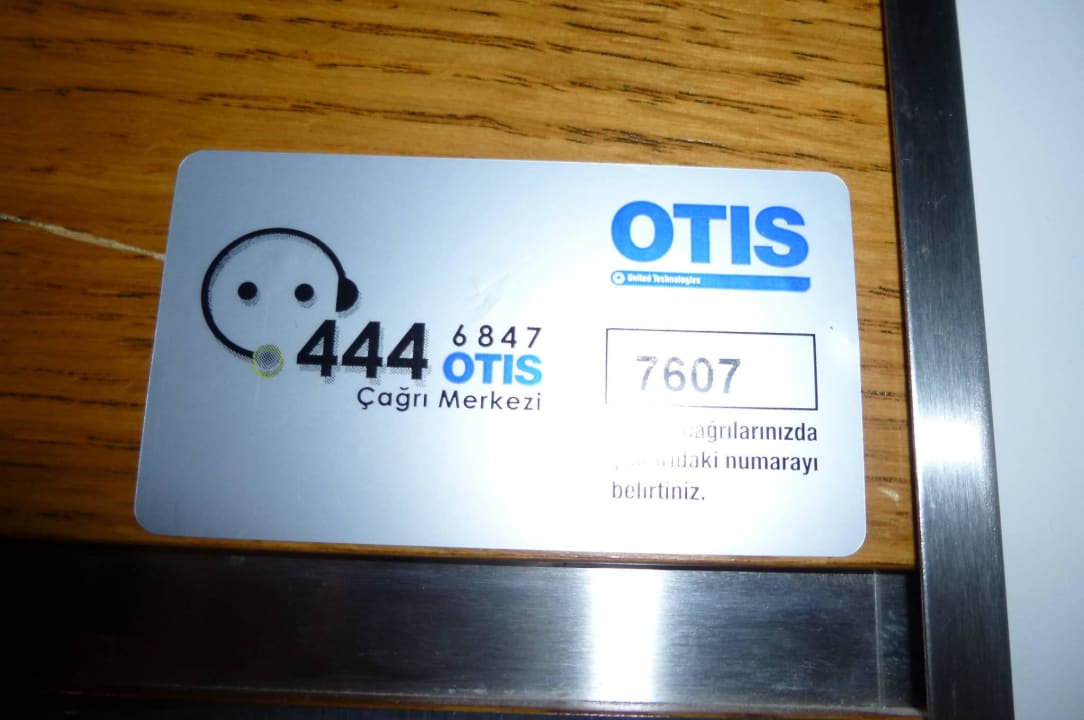 OTIS
United Technologies
444 6847
OTIS
Çağrı Merkezi
7607
çağrılarınızda
numarayı
belirtiniz.